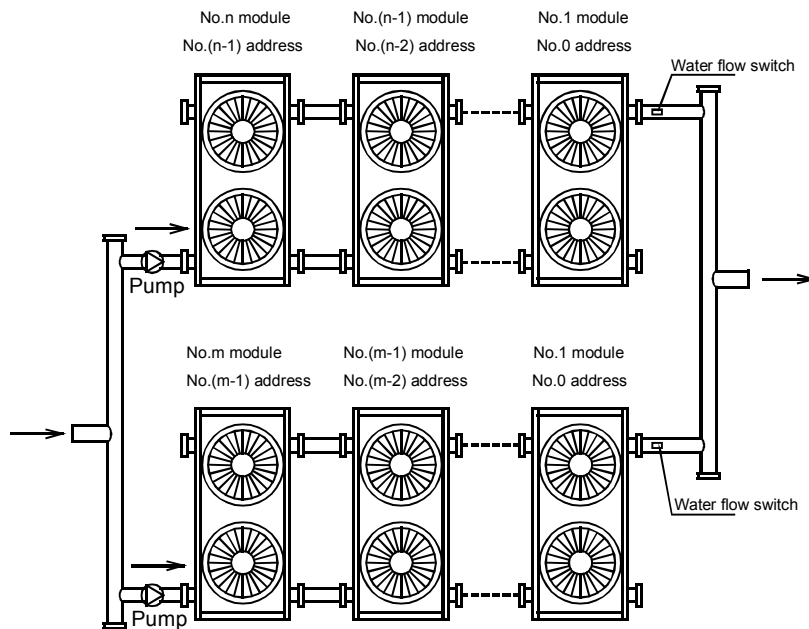 No.n module
No.(n-1) address
No.(n-1) module
No.(n-2) address
No.1 module
No.0 address
Water flow switch
Pump
No.m module
No.(m-1) address
No.(m-1) module
No.(m-2) address
No.1 module
No.0 address
Water flow switch
Pump